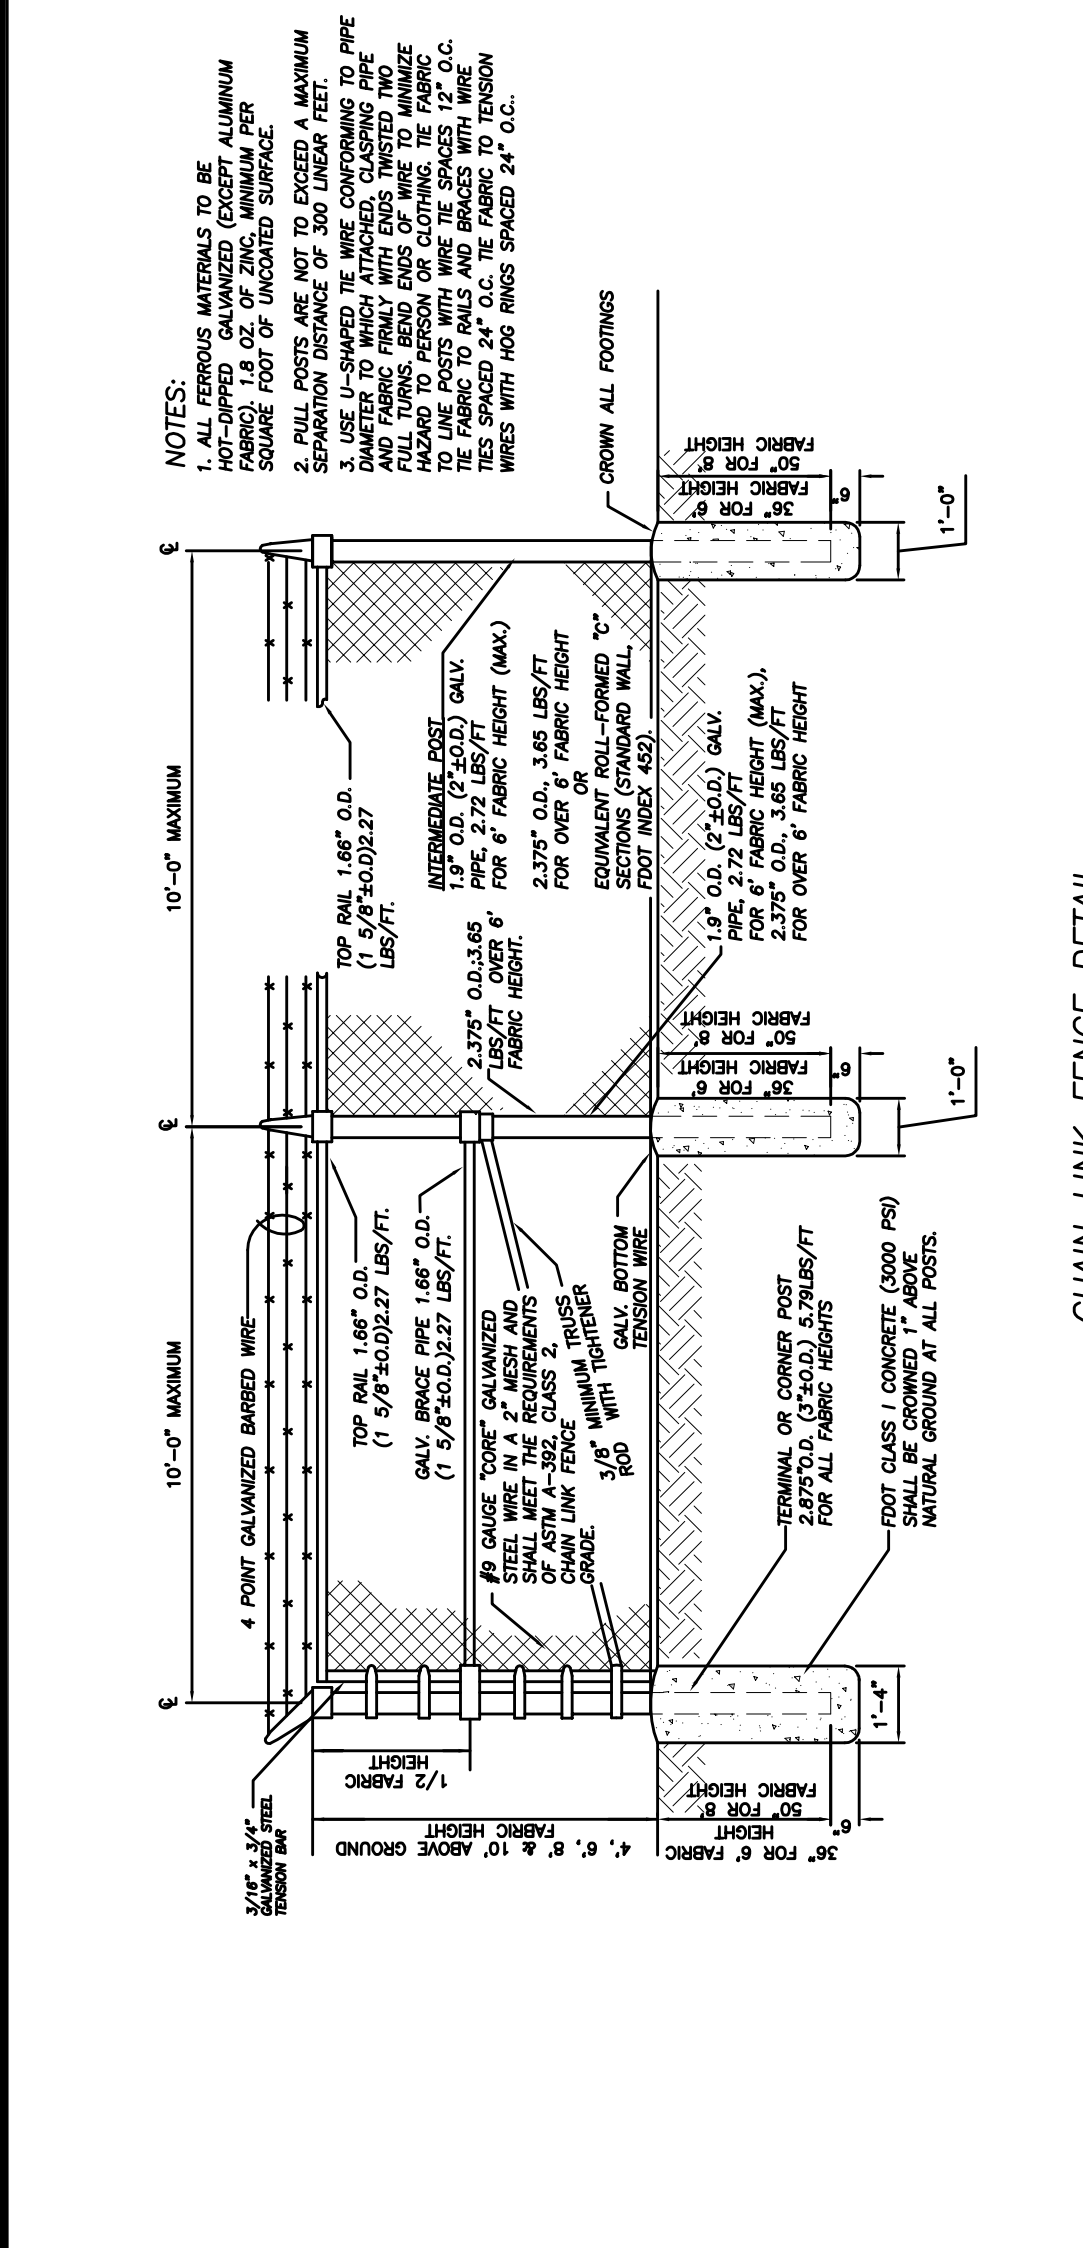 NOTES:
1. ALL FERROUS MATERIALS TO BE
HOT-DIPPED GALVANIZED (EXCEPT ALUMINUM
FABRIC). 1.8 OZ. OF ZINC, MINIMUM PER
SQUARE FOOT OF UNCOATED SURFACE.
2. PULL POSTS ARE NOT TO EXCEED A MAXIMUM
SEPARATION DISTANCE OF 300 LINEAR FEET.
3. USE U-SHAPED TIE WIRE CONFORMING TO PIPE
DIAMETER TO WHICH ATTACHED, CLASPING PIPE
AND FABRIC FIRMLY WITH ENDS TWISTED TWO
FULL TURNS. BEND ENDS OF WIRE TO MINIMIZE
HAZARD TO PERSON OR CLOTHING. TIE FABRIC
TO LINE POSTS WITH WIRE TIE SPACES 12" O.C.
TIE FABRIC TO RAILS AND BRACES WITH WIRE
TIES SPACED 24" O.C. TIE FABRIC TO TENSION
WIRES WITH HOG RINGS SPACED 24" O.C..
℄
10'-0" MAXIMUM
℄
10'-0" MAXIMUM
℄
3/16" x 3/4"
GALVANIZED STEEL
TENSION BAR
4 POINT GALVANIZED BARBED WIRE
TOP RAIL 1.66" O.D.
(1 5/8"±O.D)2.27 LBS/FT.
GALV. BRACE PIPE 1.66" O.D.
(1 5/8"±O.D.)2.27 LBS/FT.
#9 GAUGE "CORE" GALVANIZED
STEEL WIRE IN A 2" MESH AND
SHALL MEET THE REQUIREMENTS
OF ASTM A-392, CLASS 2,
CHAIN LINK FENCE
GRADE.
3/8" MINIMUM TRUSS
ROD WITH TIGHTENER
GALV. BOTTOM
TENSION WIRE
TOP RAIL 1.66" O.D.
(1 5/8"±O.D)2.27
LBS/FT.
2.375" O.D.;3.65
LBS/FT OVER 6'
FABRIC HEIGHT.
INTERMEDIATE POST
1.9" O.D. (2"±O.D.) GALV.
PIPE, 2.72 LBS/FT
FOR 6' FABRIC HEIGHT (MAX.)
2.375" O.D., 3.65 LBS/FT
FOR OVER 6' FABRIC HEIGHT
OR
EQUIVALENT ROLL-FORMED "C"
SECTIONS (STANDARD WALL,
FDOT INDEX 452).
1.9" O.D. (2"±O.D.) GALV.
PIPE, 2.72 LBS/FT
FOR 6' FABRIC HEIGHT (MAX.),
2.375" O.D., 3.65 LBS/FT
FOR OVER 6' FABRIC HEIGHT
CROWN ALL FOOTINGS
TERMINAL OR CORNER POST
2.875"O.D. (3"±O.D.) 5.79LBS/FT
FOR ALL FABRIC HEIGHTS
FDOT CLASS I CONCRETE (3000 PSI)
SHALL BE CROWNED 1" ABOVE
NATURAL GROUND AT ALL POSTS.
1/2 FABRIC
HEIGHT
4', 6', 8' & 10' ABOVE GROUND
FABRIC HEIGHT
36" FOR 6' FABRIC
HEIGHT
50" FOR 8'
FABRIC HEIGHT
6"
1'-4"
36" FOR 6'
FABRIC HEIGHT
50" FOR 8'
FABRIC HEIGHT
6"
1'-0"
36" FOR 6'
FABRIC HEIGHT
50" FOR 8'
FABRIC HEIGHT
6"
1'-0"
CHAIN LINK FENCE DETAIL